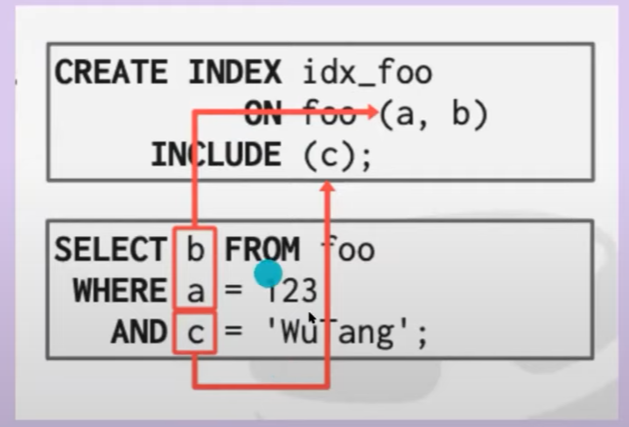 CREATE INDEX idx_foo
ON foo (a, b)
INCLUDE (c);
SELECT b FROM foo
WHERE a = 123
AND c = 'WuTang';